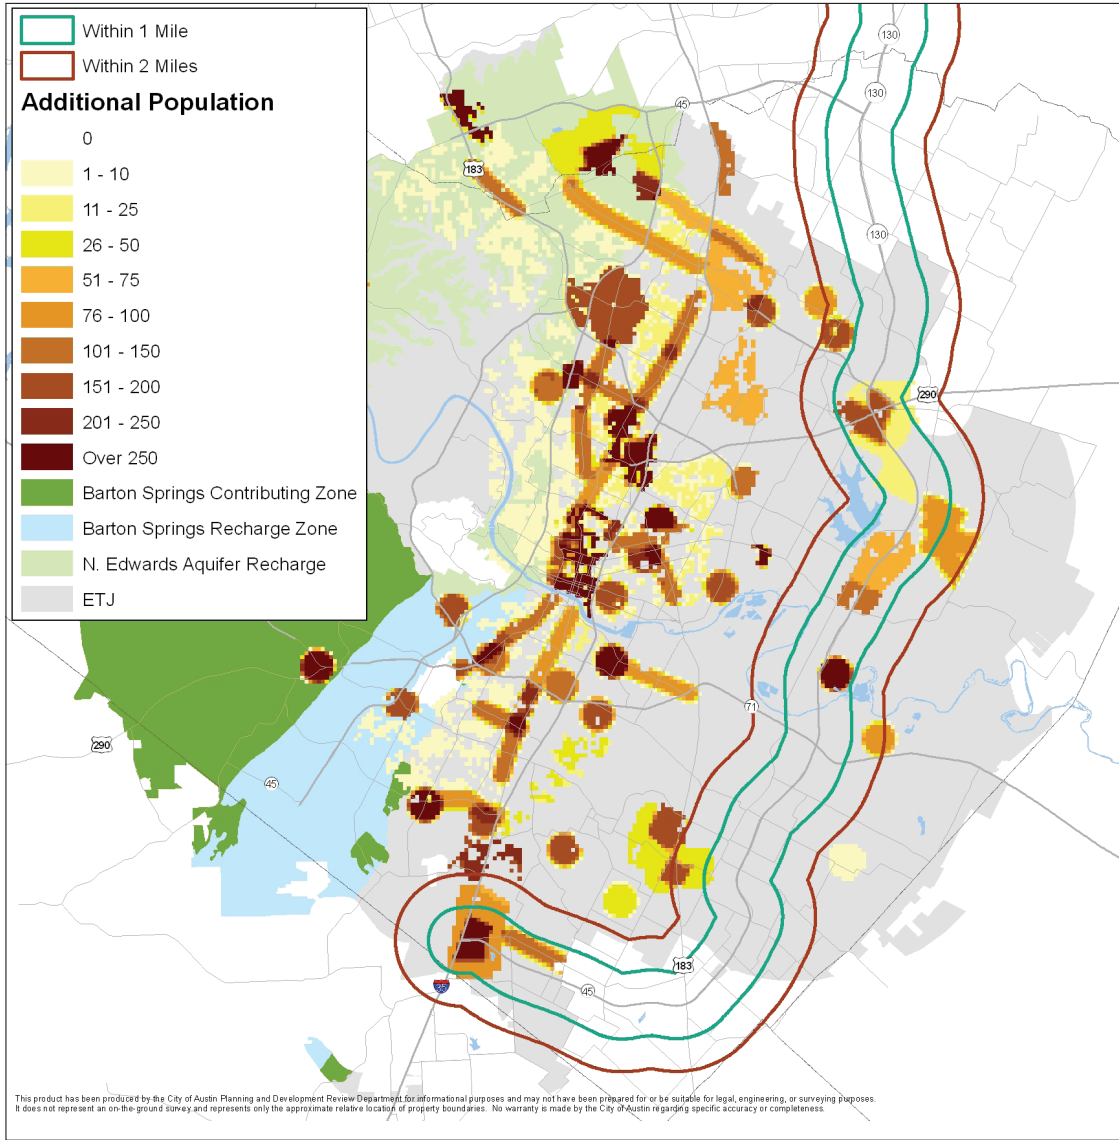 Within 1 Mile
Within 2 Miles
Additional Population
0
1 - 10
11 - 25
26 - 50
51 - 75
76 - 100
101 - 150
151 - 200
201 - 250
Over 250
Barton Springs Contributing Zone
Barton Springs Recharge Zone
N. Edwards Aquifer Recharge
ETJ
130
130
45
183
130
290
71
290
45
183
35
45
This product has been produced by the City of Austin Planning and Development Review Department for informational purposes and may not have been prepared for or be suitable for legal, engineering, or surveying purposes.
It does not represent an on-the-ground survey and represents only the approximate relative location of property boundaries. No warranty is made by the City of Austin regarding specific accuracy or completeness.